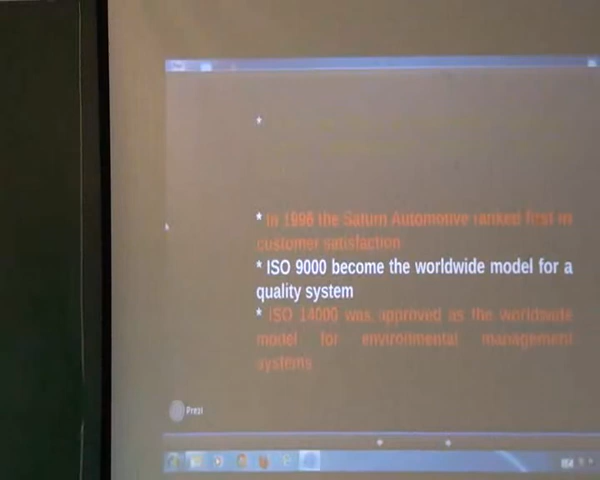 *
* In 1996 the Saturn Automotive ranked first in
customer satisfaction
* ISO 9000 become the worldwide model for a
quality system
* ISO 14000 was approved as the worldwide
model for environmental management
systems
Prezi